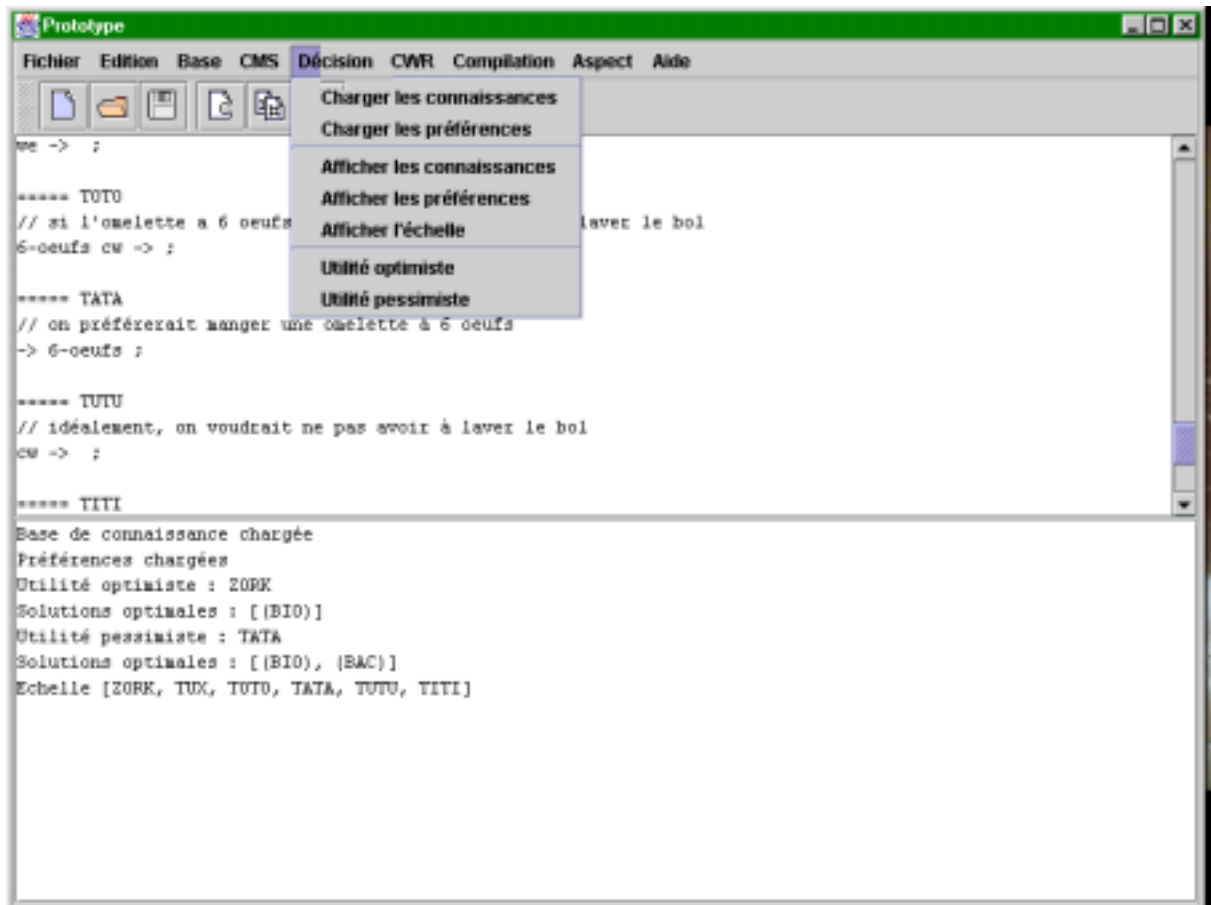 Prototype
Fichier Edition Base CMS Décision CWR Compilation Aspect Aide
Charger les connaissances
Charger les préférences
Afficher les connaissances
Afficher les préférences
Afficher l'échelle
Utilité optimiste
Utilité pessimiste
we -> ;
===== TOTO
// si l'omelette a 6 oeufs laver le bol
6-oeufs cw -> ;
===== TATA
// on préférerait manger une omelette à 6 oeufs
-> 6-oeufs ;
===== TUTU
// idéalement, on voudrait ne pas avoir à laver le bol
cw -> ;
===== TITI
Base de connaissance chargée
Préférences chargées
Utilité optimiste : ZORK
Solutions optimales : [(BIO)]
Utilité pessimiste : TATA
Solutions optimales : [(BIO), (BAC)]
Echelle [ZORK, TUX, TOTO, TATA, TUTU, TITI]